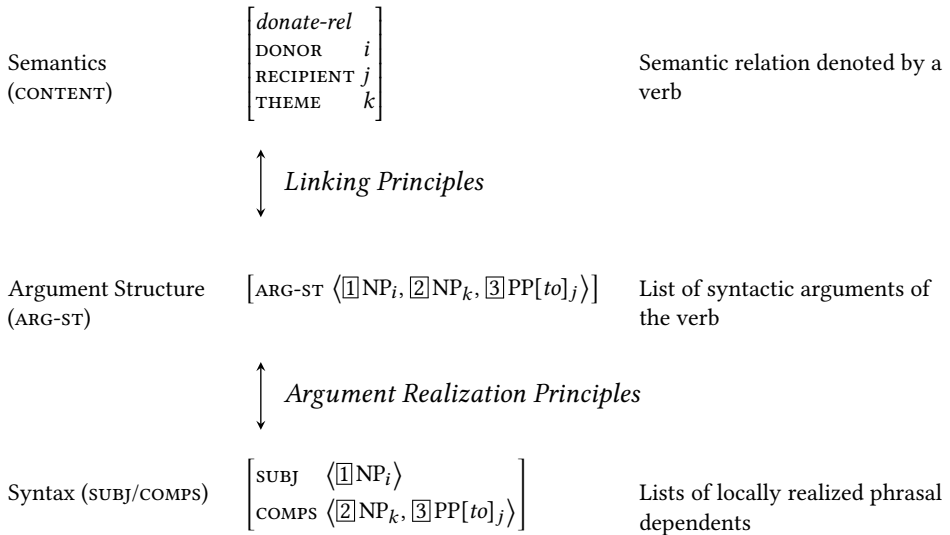 Semantics
(CONTENT)
donate-rel
DONOR i
RECIPIENT j
THEME k
Semantic relation denoted by a
verb
Linking Principles
Argument Structure
(ARG-ST)
[ARG-ST ⟨[1]NPi, [2]NPk, [3]PP[to]j⟩]
List of syntactic arguments of
the verb
Argument Realization Principles
Syntax (SUBJ/COMPS)
SUBJ ⟨[1]NPi⟩
COMPS ⟨[2]NPk, [3]PP[to]j⟩
Lists of locally realized phrasal
dependents